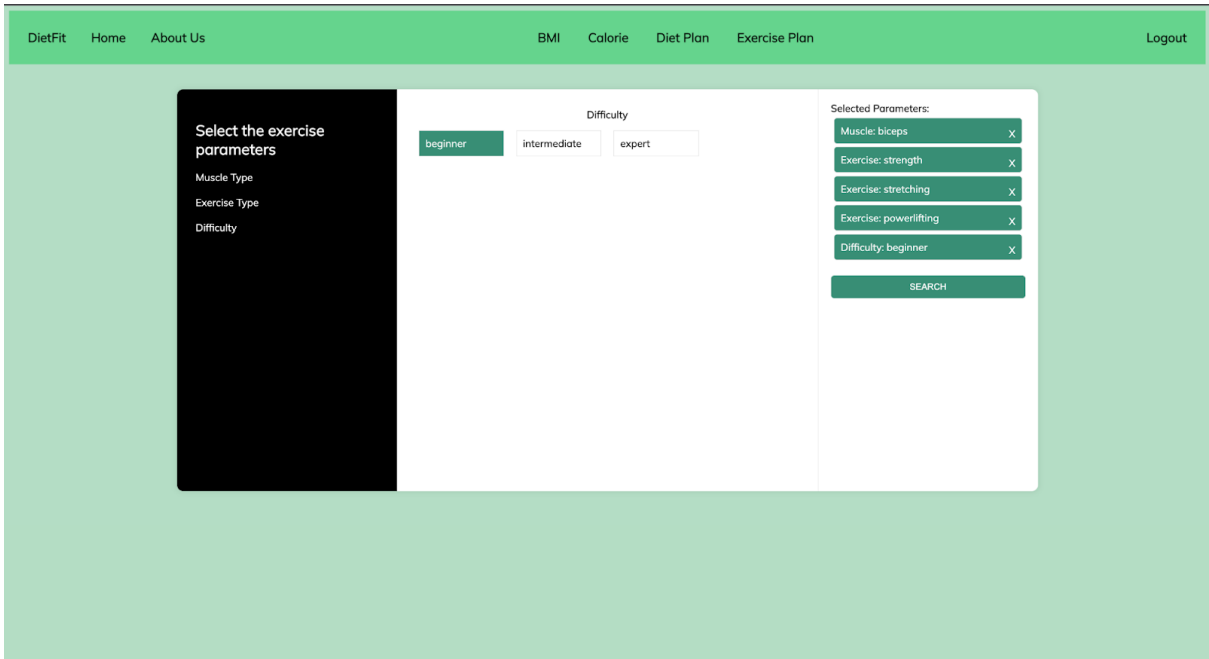 DietFit Home About Us BMI Calorie Diet Plan Exercise Plan Logout
Select the exercise
parameters
Muscle Type
Exercise Type
Difficulty
Difficulty
beginner intermediate expert
Selected Parameters:
Muscle: biceps X
Exercise: strength X
Exercise: stretching X
Exercise: powerlifting X
Difficulty: beginner X
SEARCH